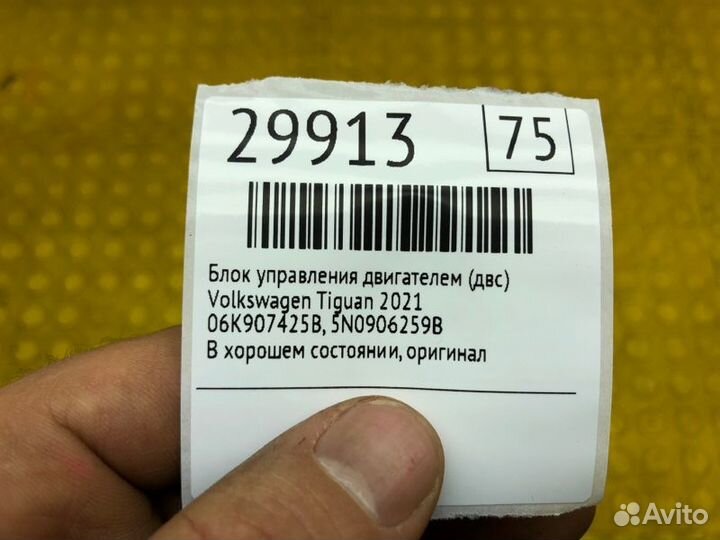 29913
75
Блок управления двигателем (двс)
Volkswagen Tiguan 2021
06K907425B, 5N0906259B
В хорошем состоянии, оригинал
Avito